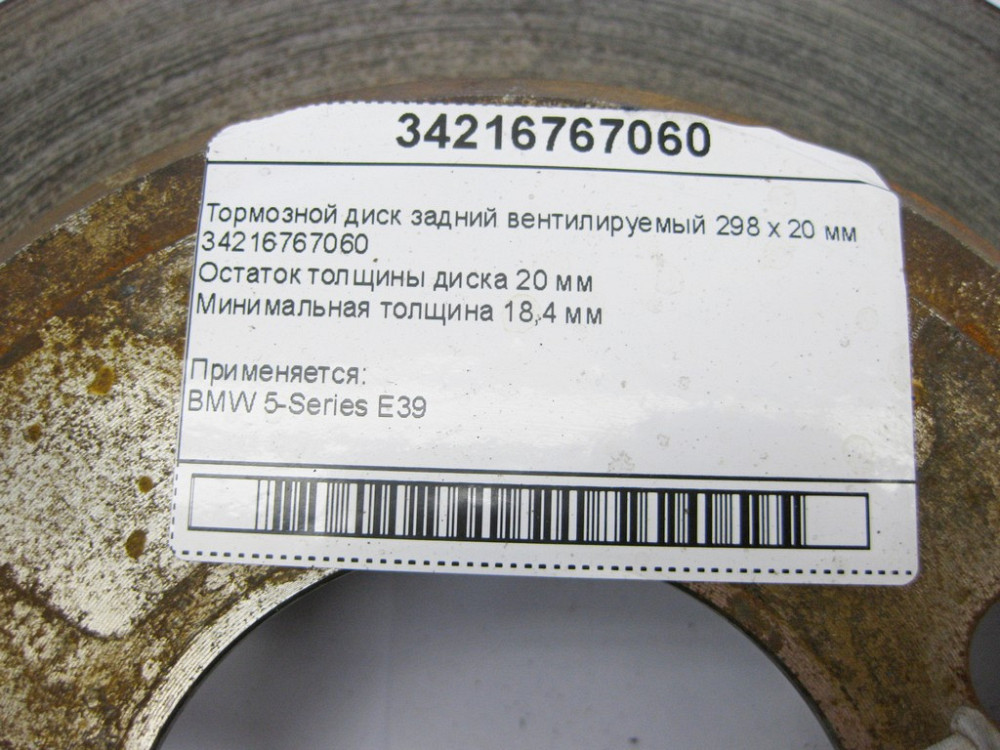 34216767060
Тормозной диск задний вентилируемый 298 x 20 мм
34216767060
Остаток толщины диска 20 мм
Минимальная толщина 18,4 мм
Применяется:
BMW 5-Series E39